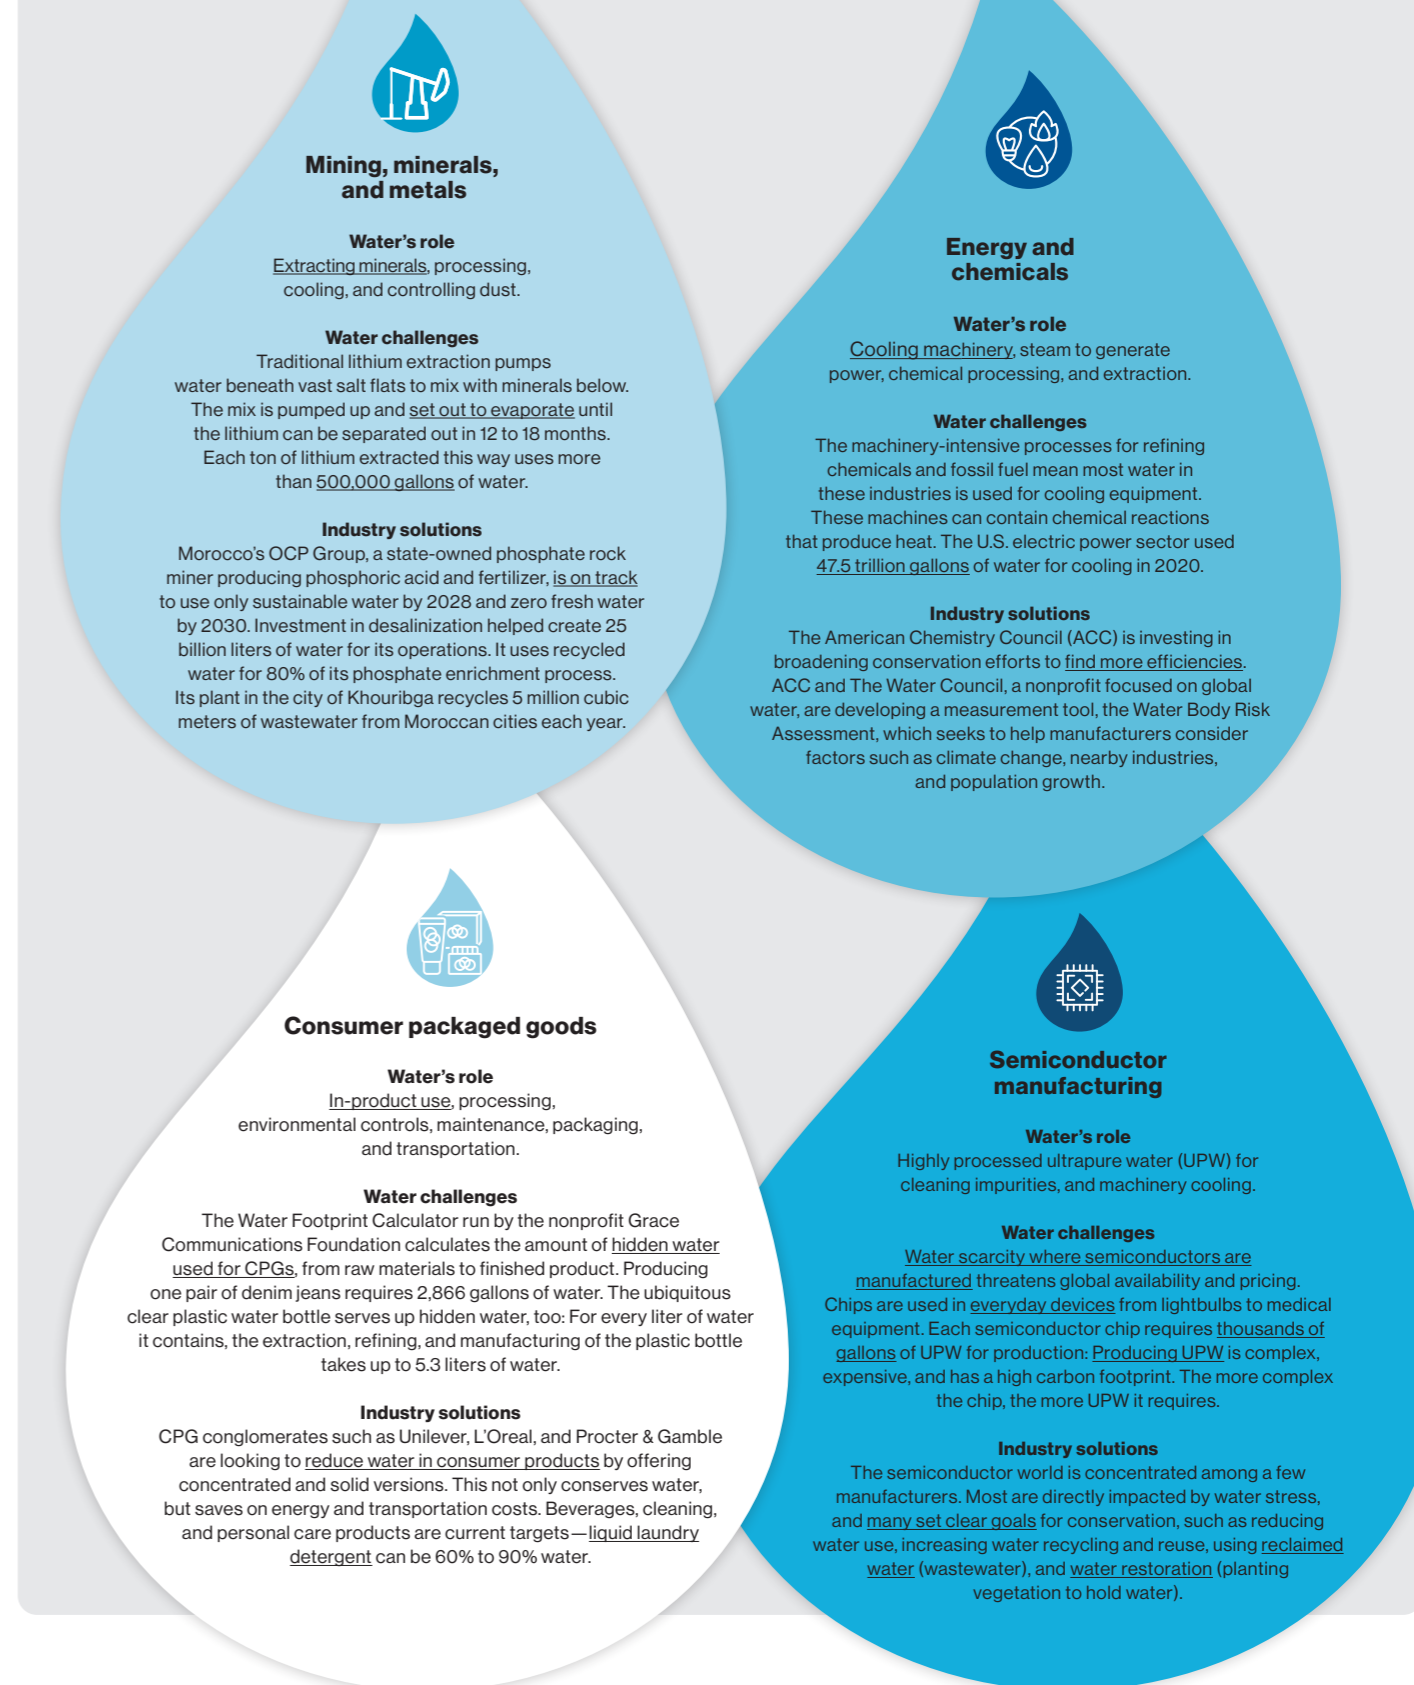 Mining, minerals,
and metals
Water's role
Extracting minerals, processing,
cooling, and controlling dust.
Water challenges
Traditional lithium extraction pumps
water beneath vast salt flats to mix with minerals below.
The mix is pumped up and set out to evaporate until
the lithium can be separated out in 12 to 18 months.
Each ton of lithium extracted this way uses more
than 500,000 gallons of water.
Industry solutions
Morocco's OCP Group, a state-owned phosphate rock
miner producing phosphoric acid and fertilizer, is on track
to use only sustainable water by 2028 and zero fresh water
by 2030. Investment in desalinization helped create 25
billion liters of water for its operations. It uses recycled
water for 80% of its phosphate enrichment process.
Its plant in the city of Khouribga recycles 5 million cubic
meters of wastewater from Moroccan cities each year.
Energy and
chemicals
Water's role
Cooling machinery, steam to generate
power, chemical processing, and extraction.
Water challenges
The machinery-intensive processes for refining
chemicals and fossil fuel mean most water in
these industries is used for cooling equipment.
These machines can contain chemical reactions
that produce heat. The U.S. electric power sector used
47.5 trillion gallons of water for cooling in 2020.
Industry solutions
The American Chemistry Council (ACC) is investing in
broadening conservation efforts to find more efficiencies.
ACC and The Water Council, a nonprofit focused on global
water, are developing a measurement tool, the Water Body Risk
Assessment, which seeks to help manufacturers consider
factors such as climate change, nearby industries,
and population growth.
Consumer packaged goods
Water's role
In-product use, processing,
environmental controls, maintenance, packaging,
and transportation.
Water challenges
The Water Footprint Calculator run by the nonprofit Grace
Communications Foundation calculates the amount of hidden water
used for CPGs, from raw materials to finished product. Producing
one pair of denim jeans requires 2,866 gallons of water. The ubiquitous
clear plastic water bottle serves up hidden water, too: For every liter of water
it contains, the extraction, refining, and manufacturing of the plastic bottle
takes up to 5.3 liters of water.
Industry solutions
CPG conglomerates such as Unilever, L'Oreal, and Procter & Gamble
are looking to reduce water in consumer products by offering
concentrated and solid versions. This not only conserves water,
but saves on energy and transportation costs. Beverages, cleaning,
and personal care products are current targets—liquid laundry
detergent can be 60% to 90% water.
Semiconductor
manufacturing
Water's role
Highly processed ultrapure water (UPW) for
cleaning impurities, and machinery cooling.
Water challenges
Water scarcity where semiconductors are
manufactured threatens global availability and pricing.
Chips are used in everyday devices from lightbulbs to medical
equipment. Each semiconductor chip requires thousands of
gallons of UPW for production: Producing UPW is complex,
expensive, and has a high carbon footprint. The more complex
the chip, the more UPW it requires.
Industry solutions
The semiconductor world is concentrated among a few
manufacturers. Most are directly impacted by water stress,
and many set clear goals for conservation, such as reducing
water use, increasing water recycling and reuse, using reclaimed
water (wastewater), and water restoration (planting
vegetation to hold water).